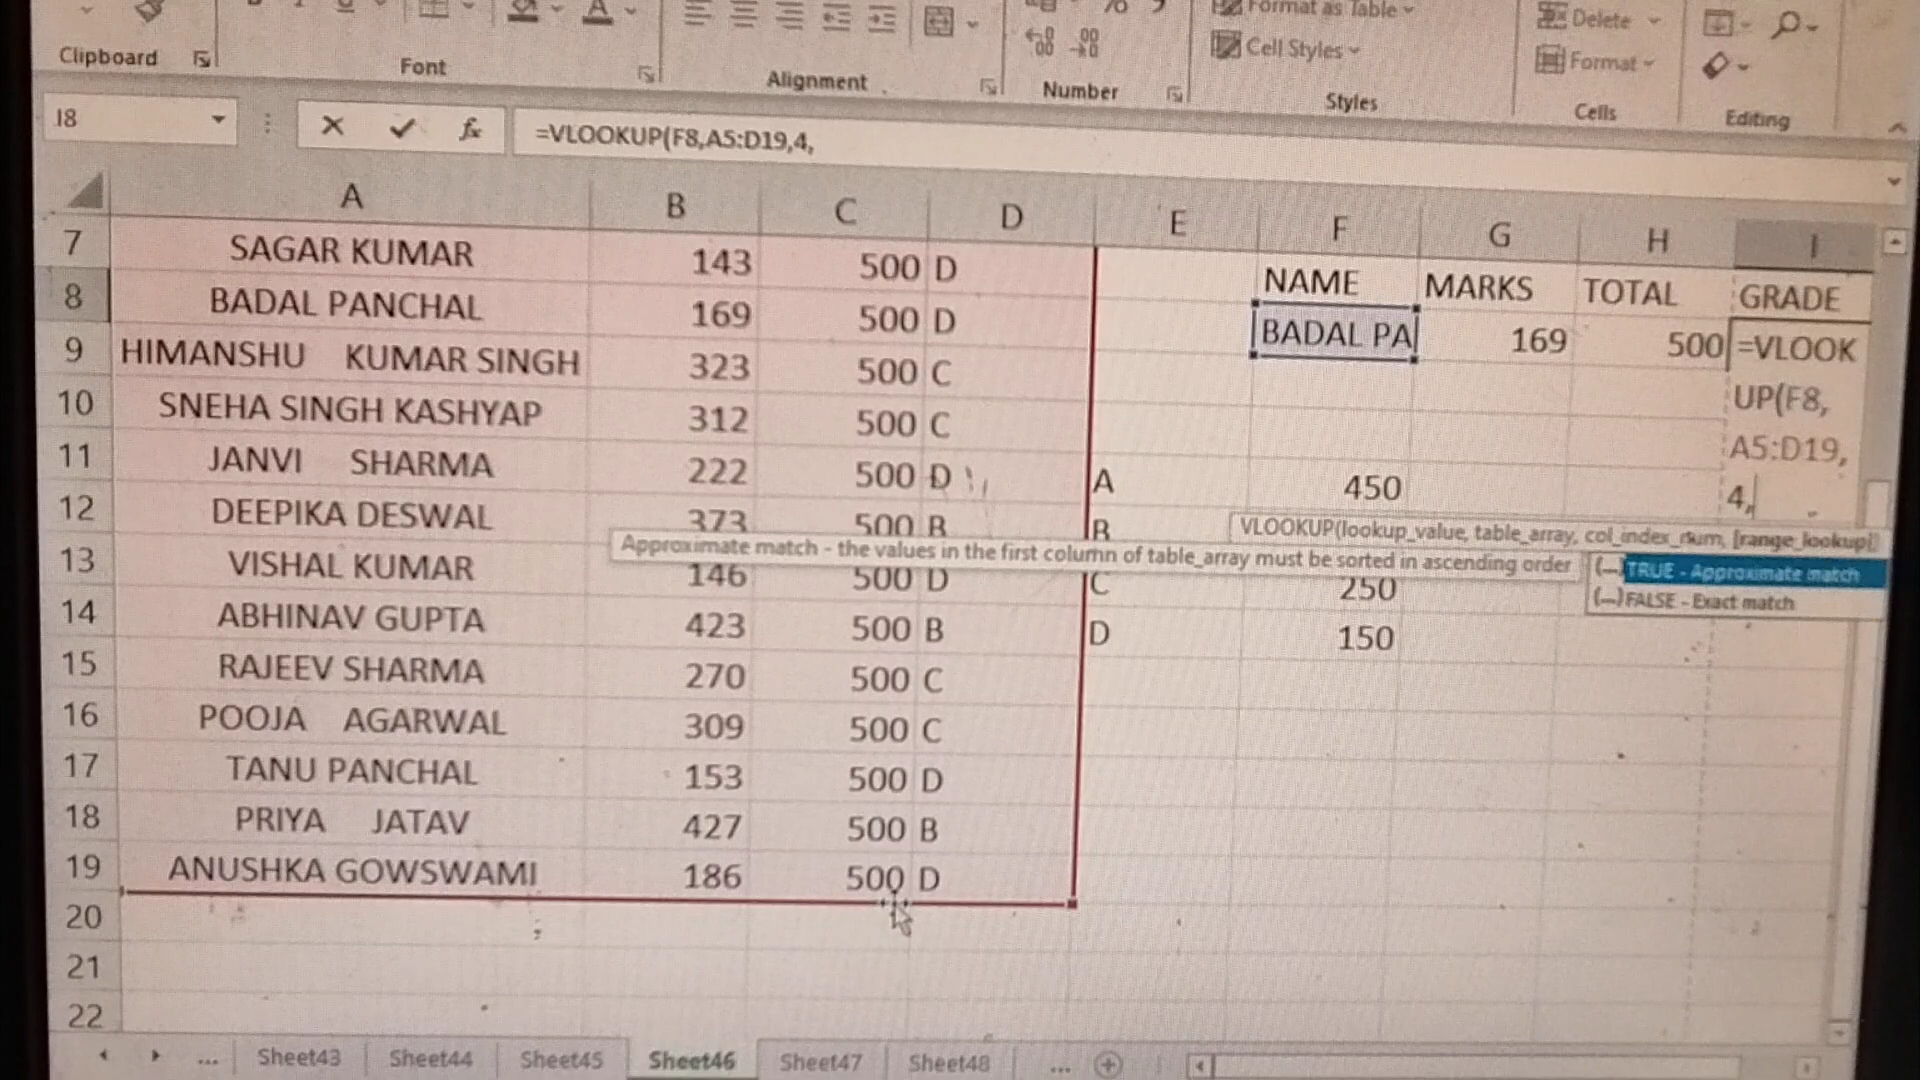 Format as Table
Delete
Cell Styles
Format
Clipboard
Font
Alignment
Number
Styles
Cells
Editing
I8
fx
=VLOOKUP(F8,A5:D19,4,
A B C D E F G H I
7 SAGAR KUMAR 143 500 D NAME MARKS TOTAL GRADE
8 BADAL PANCHAL 169 500 D BADAL PA 169 500 =VLOOK
9 HIMANSHU KUMAR SINGH 323 500 C UP(F8,
10 SNEHA SINGH KASHYAP 312 500 C A5:D19,
11 JANVI SHARMA 222 500 D A 450 4,
12 DEEPIKA DESWAL 373 500 B B
VLOOKUP(lookup_value, table_array, col_index_num, [range_lookup])
Approximate match - the values in the first column of table_array must be sorted in ascending order
(...)TRUE - Approximate match
(...)FALSE - Exact match
13 VISHAL KUMAR 146 500 D C 250
14 ABHINAV GUPTA 423 500 B D 150
15 RAJEEV SHARMA 270 500 C
16 POOJA AGARWAL 309 500 C
17 TANU PANCHAL 153 500 D
18 PRIYA JATAV 427 500 B
19 ANUSHKA GOWSWAMI 186 500 D
20
21
22
... Sheet43 Sheet44 Sheet45 Sheet46 Sheet47 Sheet48 ...